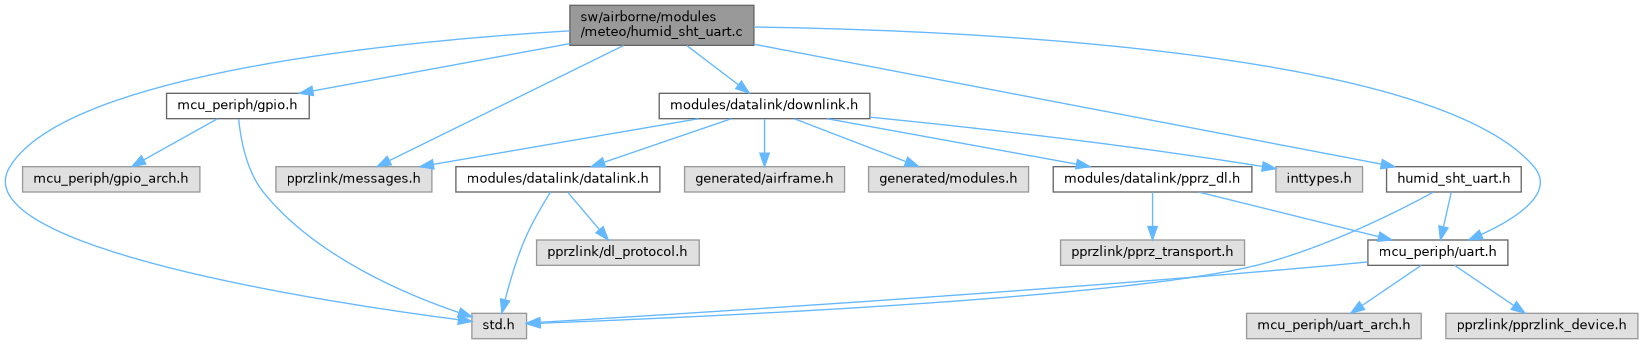 sw/airborne/modules
/meteo/humid_sht_uart.c
mcu_periph/gpio.h
modules/datalink/downlink.h
mcu_periph/gpio_arch.h
pprzlink/messages.h
modules/datalink/datalink.h
generated/airframe.h
generated/modules.h
modules/datalink/pprz_dl.h
inttypes.h
humid_sht_uart.h
pprzlink/dl_protocol.h
pprzlink/pprz_transport.h
mcu_periph/uart.h
std.h
mcu_periph/uart_arch.h
pprzlink/pprzlink_device.h